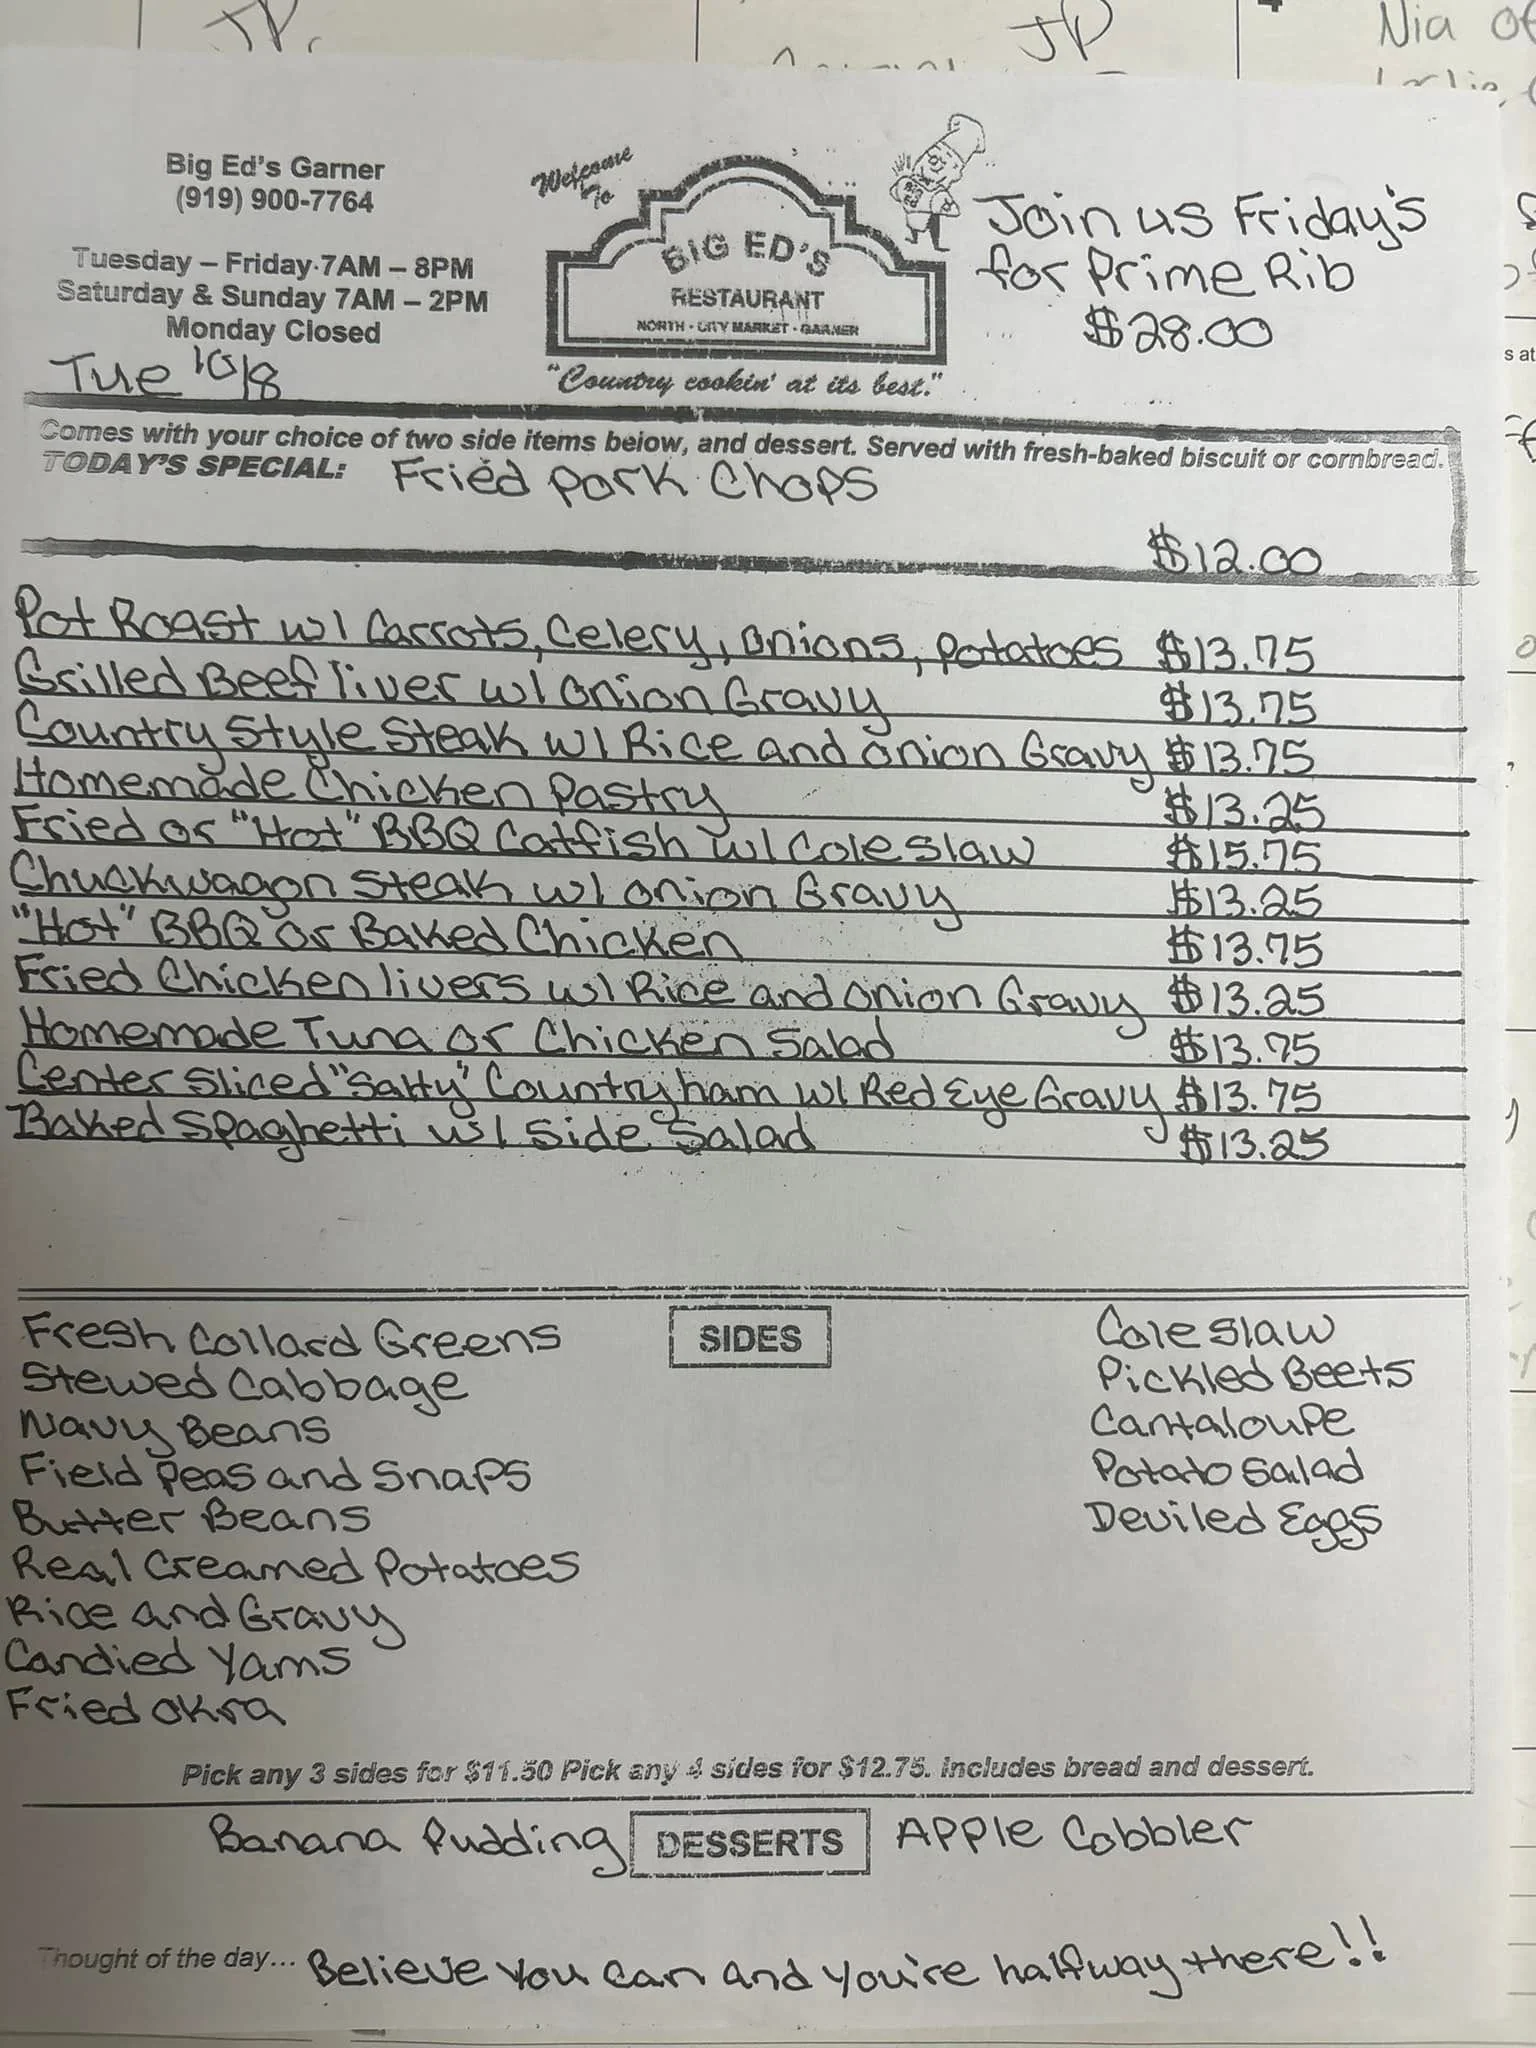 JP.
JP
Nia
Big Ed's Garner
(919) 900-7764
Tuesday – Friday 7AM – 8PM
Saturday & Sunday 7AM – 2PM
Monday Closed
Tue 10/8
Welcome
To
BIG ED'S
RESTAURANT
NORTH · CITY MARKET · GARNER
"Country cookin' at its best."
Join us Friday's
for Prime Rib
$28.00
Comes with your choice of two side items below, and dessert. Served with fresh-baked biscuit or cornbread.
TODAY'S SPECIAL: Fried Pork Chops
$12.00
Pot Roast w/ Carrots, Celery, Onions, Potatoes $13.75
Grilled Beef liver w/ Onion Gravy $13.75
Country Style Steak w/ Rice and Onion Gravy $13.75
Homemade Chicken Pastry $13.25
Fried or "Hot" BBQ Catfish w/ Cole slaw $15.75
Chuckwagon Steak w/ Onion Gravy $13.25
"Hot" BBQ or Baked Chicken $13.75
Fried Chicken livers w/ Rice and Onion Gravy $13.25
Homemade Tuna or Chicken Salad $13.75
Center Sliced "Salty" Country ham w/ Red Eye Gravy $13.75
Baked Spaghetti w/ Side Salad $13.25
SIDES
Fresh Collard Greens
Stewed Cabbage
Navy Beans
Field Peas and Snaps
Butter Beans
Real Creamed Potatoes
Rice and Gravy
Candied Yams
Fried Okra
Cole slaw
Pickled Beets
Cantaloupe
Potato Salad
Deviled Eggs
Pick any 3 sides for $11.50 Pick any 4 sides for $12.75. Includes bread and dessert.
Banana Pudding DESSERTS Apple Cobbler
Thought of the day... Believe you can and you're halfway there!!